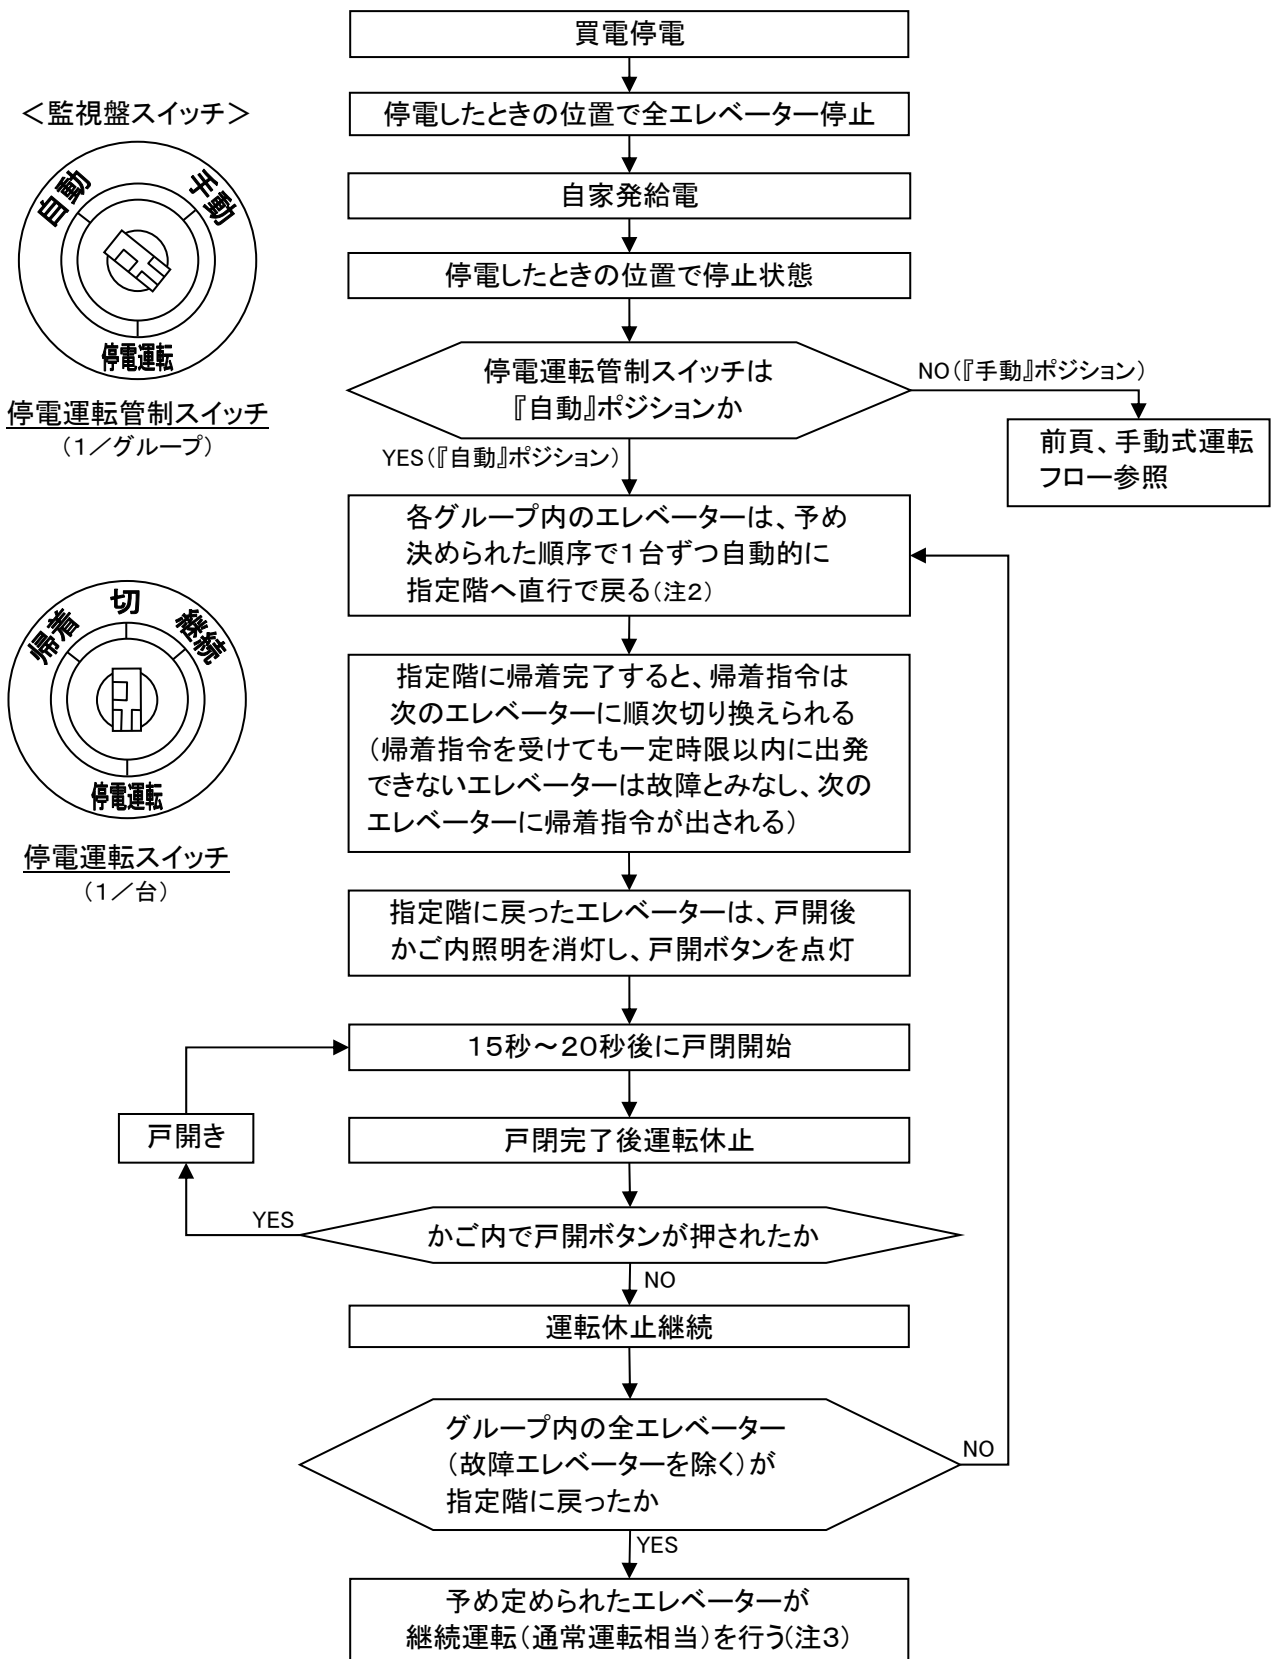 買電停電
＜監視盤スイッチ＞
停電したときの位置で全エレベーター停止
自動
手動
停電運転
自家発給電
停電したときの位置で停止状態
停電運転管制スイッチ
（１／グループ）
停電運転管制スイッチは
『自動』ポジションか
NO（『手動』ポジション）
前頁、手動式運転
フロー参照
YES（『自動』ポジション）
各グループ内のエレベーターは、予め
決められた順序で１台ずつ自動的に
指定階へ直行で戻る（注２）
帰着
切
継続
停電運転
停電運転スイッチ
（１／台）
指定階に帰着完了すると、帰着指令は
次のエレベーターに順次切り換えられる
（帰着指令を受けても一定時限以内に出発
できないエレベーターは故障とみなし、次の
エレベーターに帰着指令が出される）
指定階に戻ったエレベーターは、戸開後
かご内照明を消灯し、戸開ボタンを点灯
１５秒～２０秒後に戸閉開始
戸開き
戸閉完了後運転休止
YES
かご内で戸開ボタンが押されたか
NO
運転休止継続
グループ内の全エレベーター
（故障エレベーターを除く）が
指定階に戻ったか
NO
YES
予め定められたエレベーターが
継続運転（通常運転相当）を行う（注３）